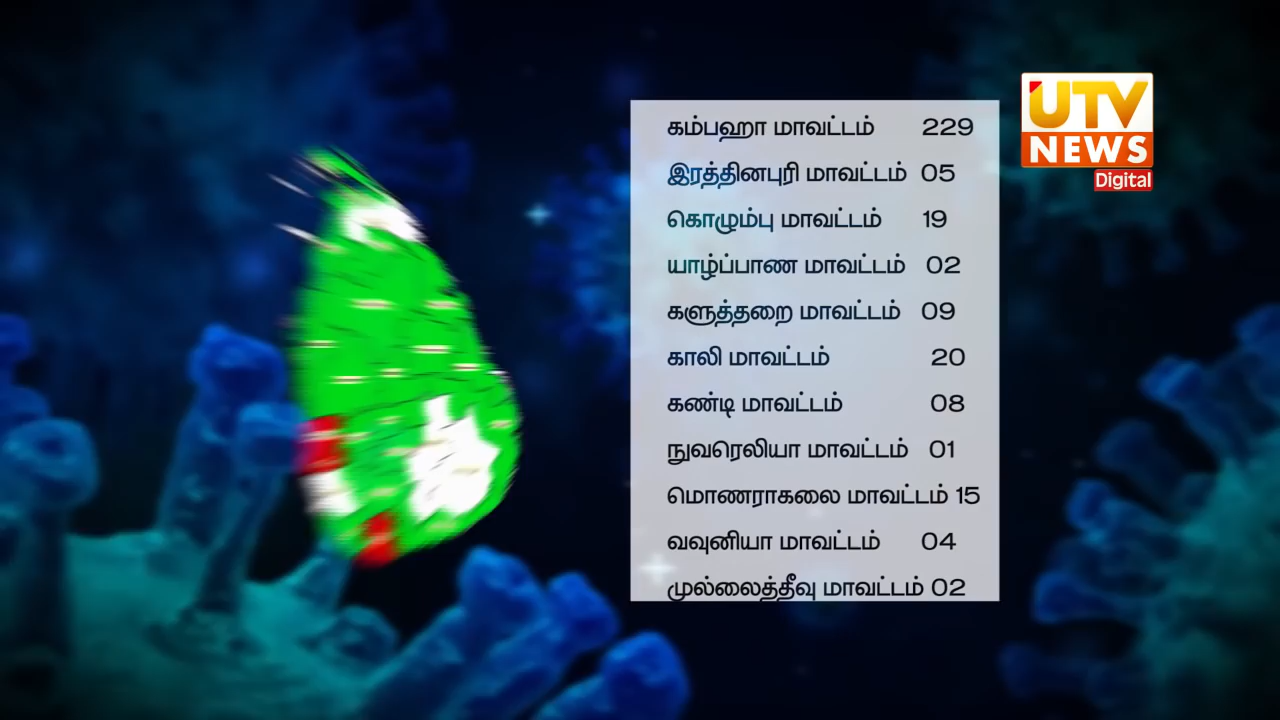 கம்பஹா மாவட்டம் 229
இரத்தினபுரி மாவட்டம் 05
கொழும்பு மாவட்டம் 19
யாழ்ப்பாண மாவட்டம் 02
களுத்தறை மாவட்டம் 09
காலி மாவட்டம் 20
கண்டி மாவட்டம் 08
நுவரெலியா மாவட்டம் 01
மொணராகலை மாவட்டம் 15
வவுனியா மாவட்டம் 04
முல்லைத்தீவு மாவட்டம் 02
UTV
NEWS
Digital